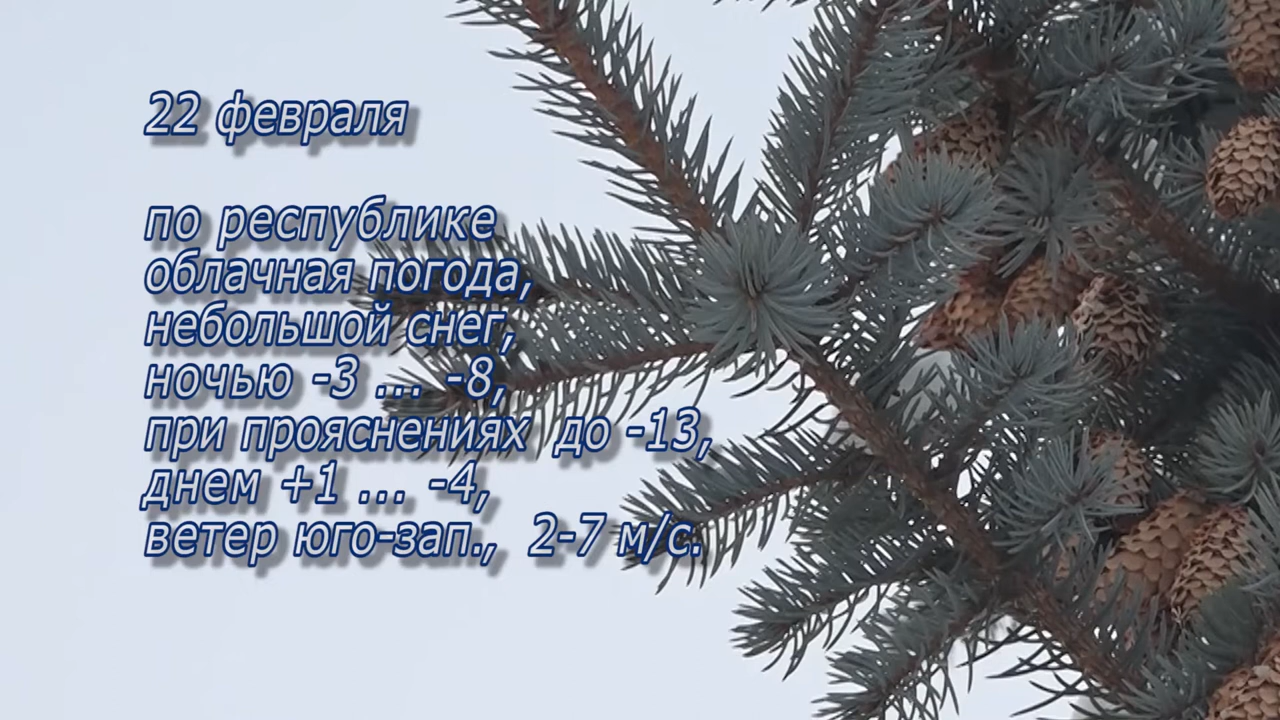 22 февраля
по республике
облачная погода,
небольшой снег,
ночью -3 ... -8,
при прояснениях до -13,
днем +1 ... -4,
ветер юго-зап., 2-7 м/с.